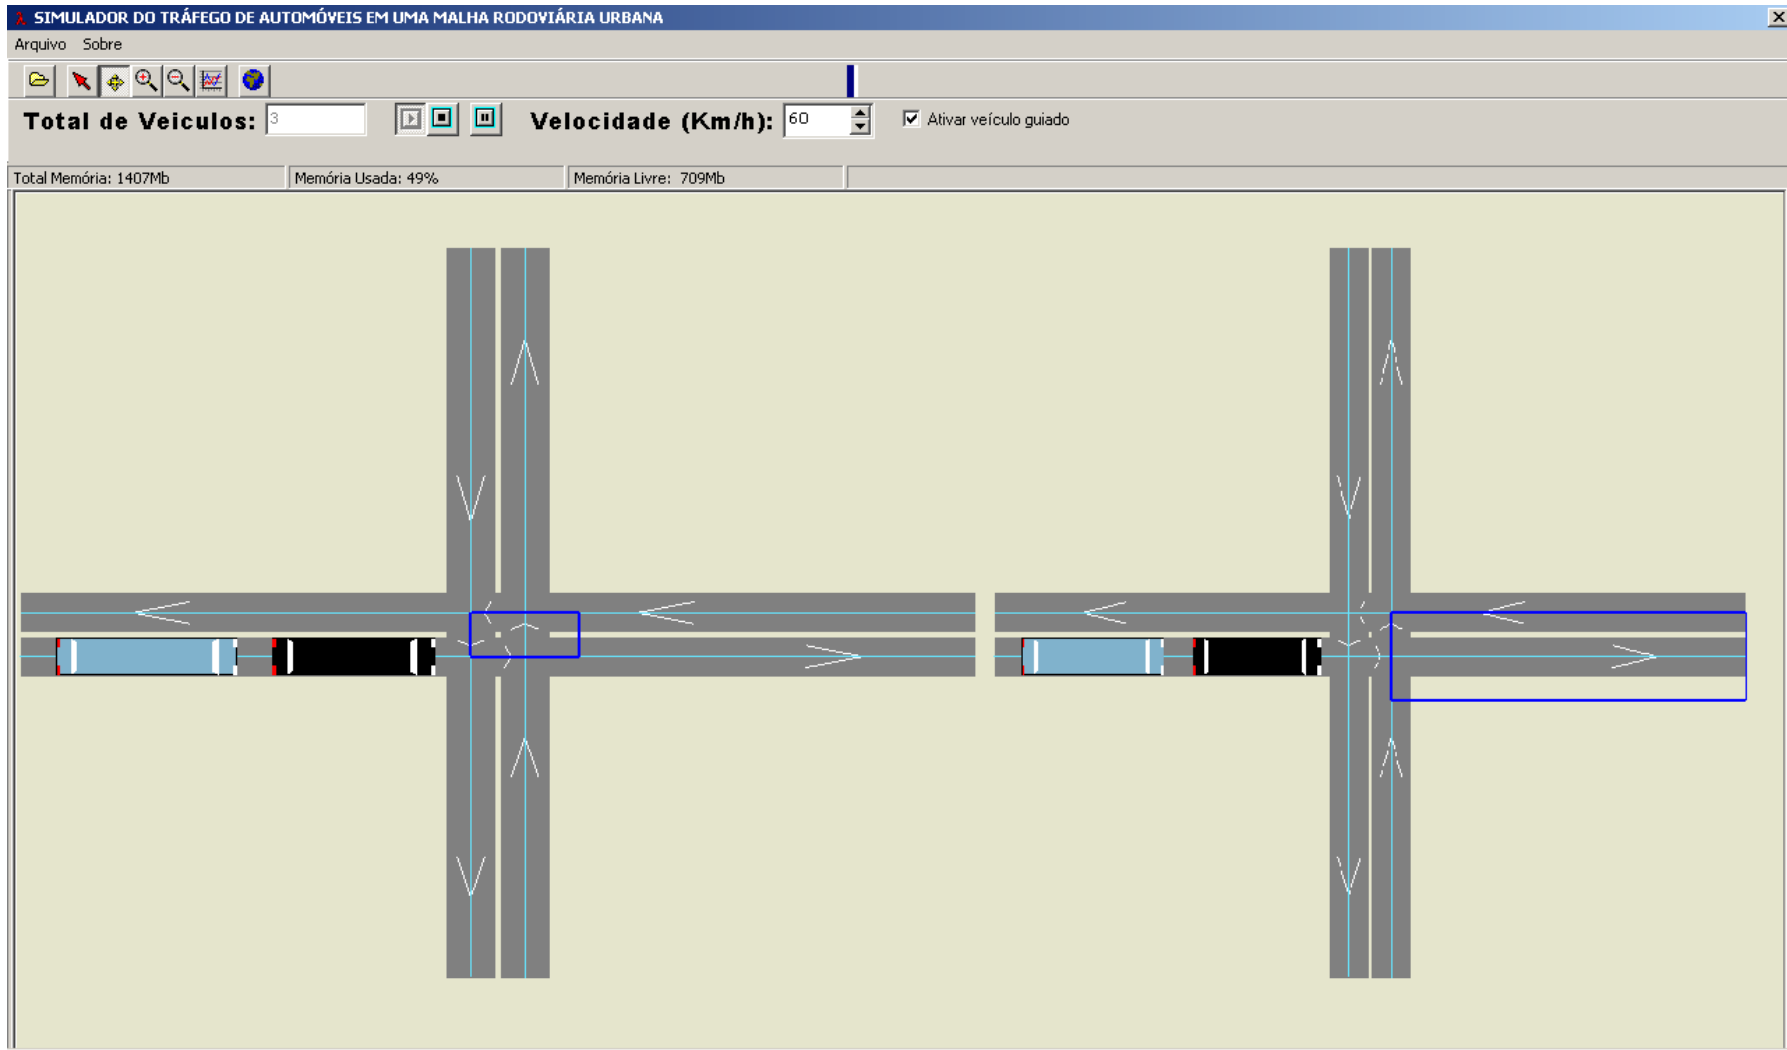 SIMULADOR DO TRÁFEGO DE AUTOMÓVEIS EM UMA MALHA RODOVIÁRIA URBANA
Arquivo Sobre
Total de Veiculos: 3 Velocidade (Km/h): 60 Ativar veículo guiado
Total Memória: 1407Mb Memória Usada: 49% Memória Livre: 709Mb